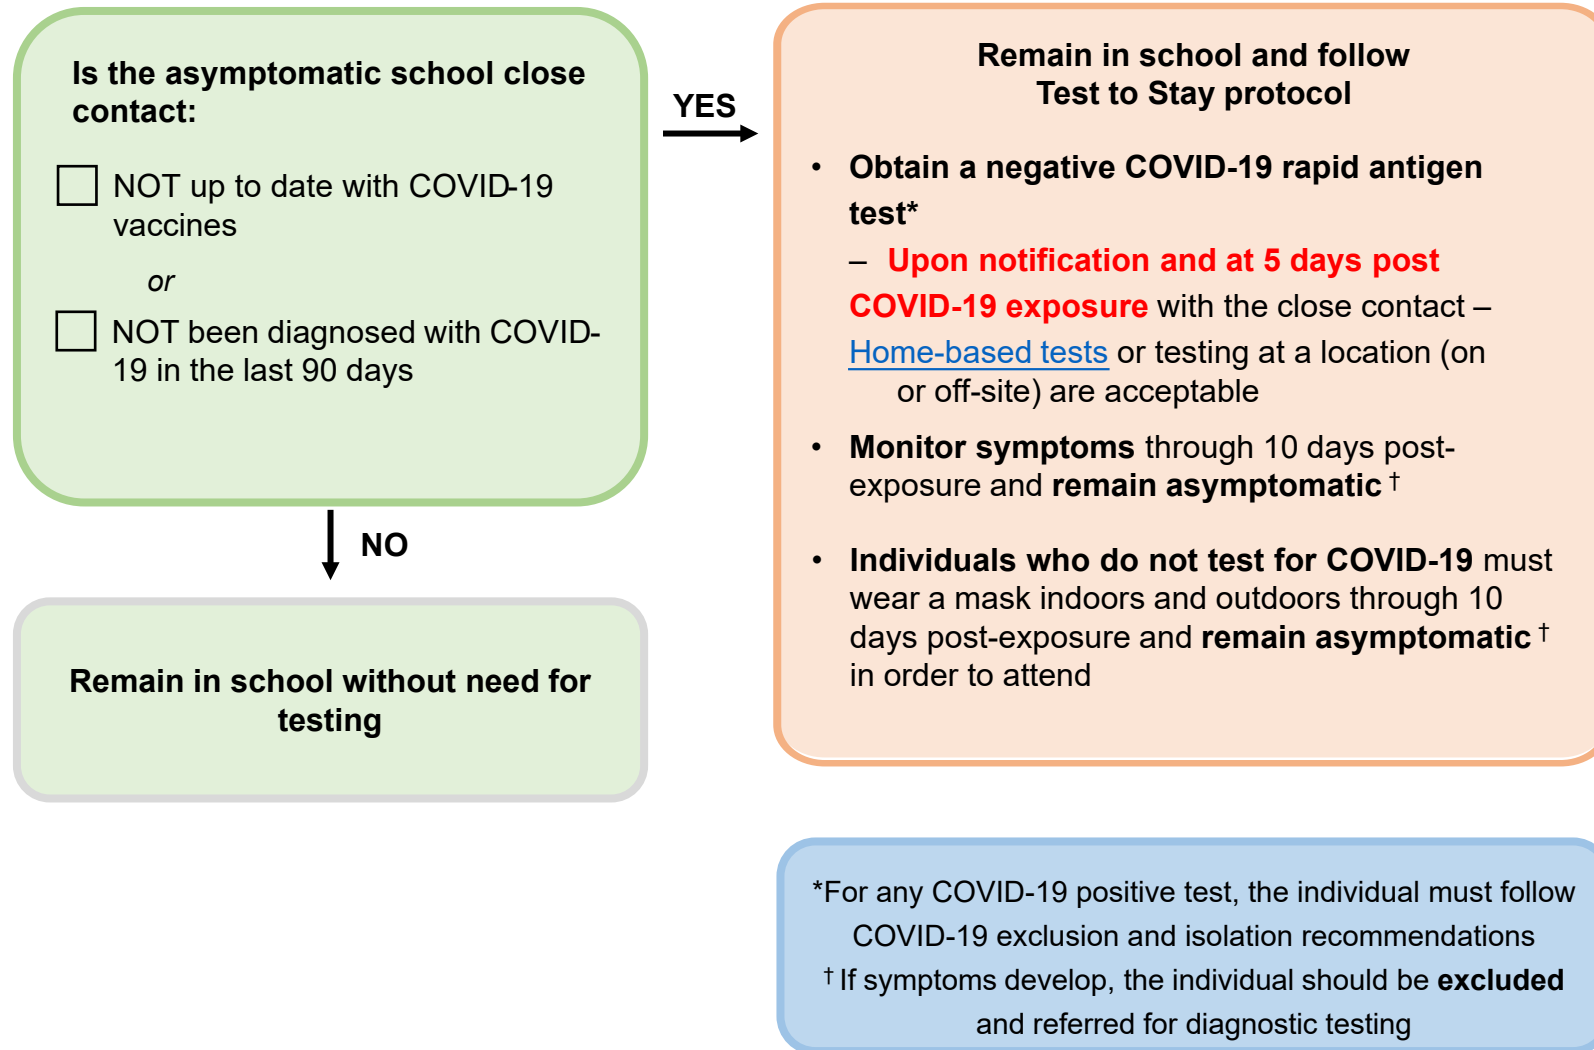 Is the asymptomatic school close
contact:
NOT up to date with COVID-19
vaccines
or
NOT been diagnosed with COVID-
19 in the last 90 days
YES
NO
Remain in school without need for
testing
Remain in school and follow
Test to Stay protocol
• Obtain a negative COVID-19 rapid antigen
test*
– Upon notification and at 5 days post
COVID-19 exposure with the close contact –
Home-based tests or testing at a location (on
or off-site) are acceptable
• Monitor symptoms through 10 days post-
exposure and remain asymptomatic †
• Individuals who do not test for COVID-19 must
wear a mask indoors and outdoors through 10
days post-exposure and remain asymptomatic †
in order to attend
*For any COVID-19 positive test, the individual must follow
COVID-19 exclusion and isolation recommendations
† If symptoms develop, the individual should be excluded
and referred for diagnostic testing